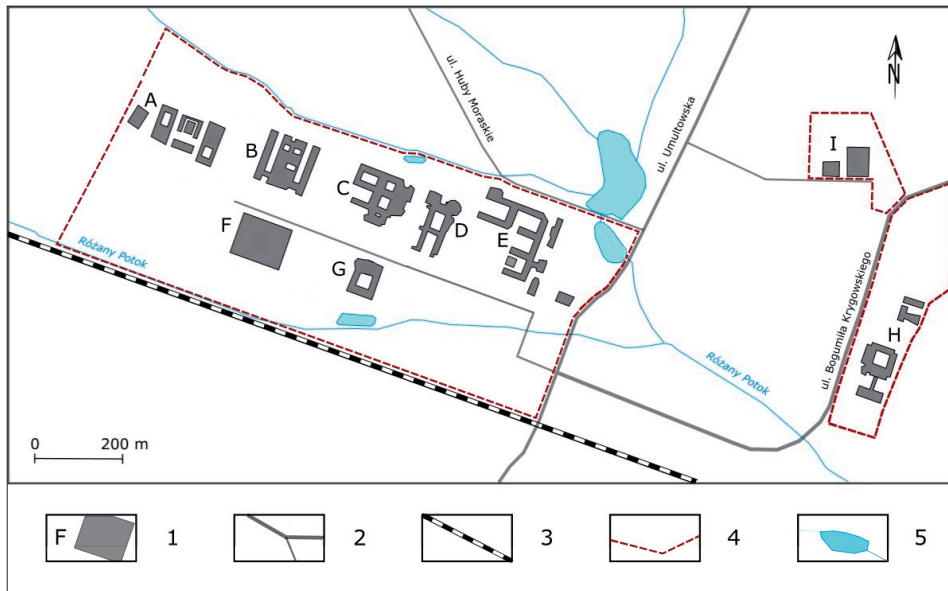 N
ul. Huby Moraskie
ul. Umultowska
A
B
C
D
E
F
G
I
H
Różany Potok
ul. Bogumiła Krygowskiego
Różany Potok
0 200 m
F 1 2 3 4 5